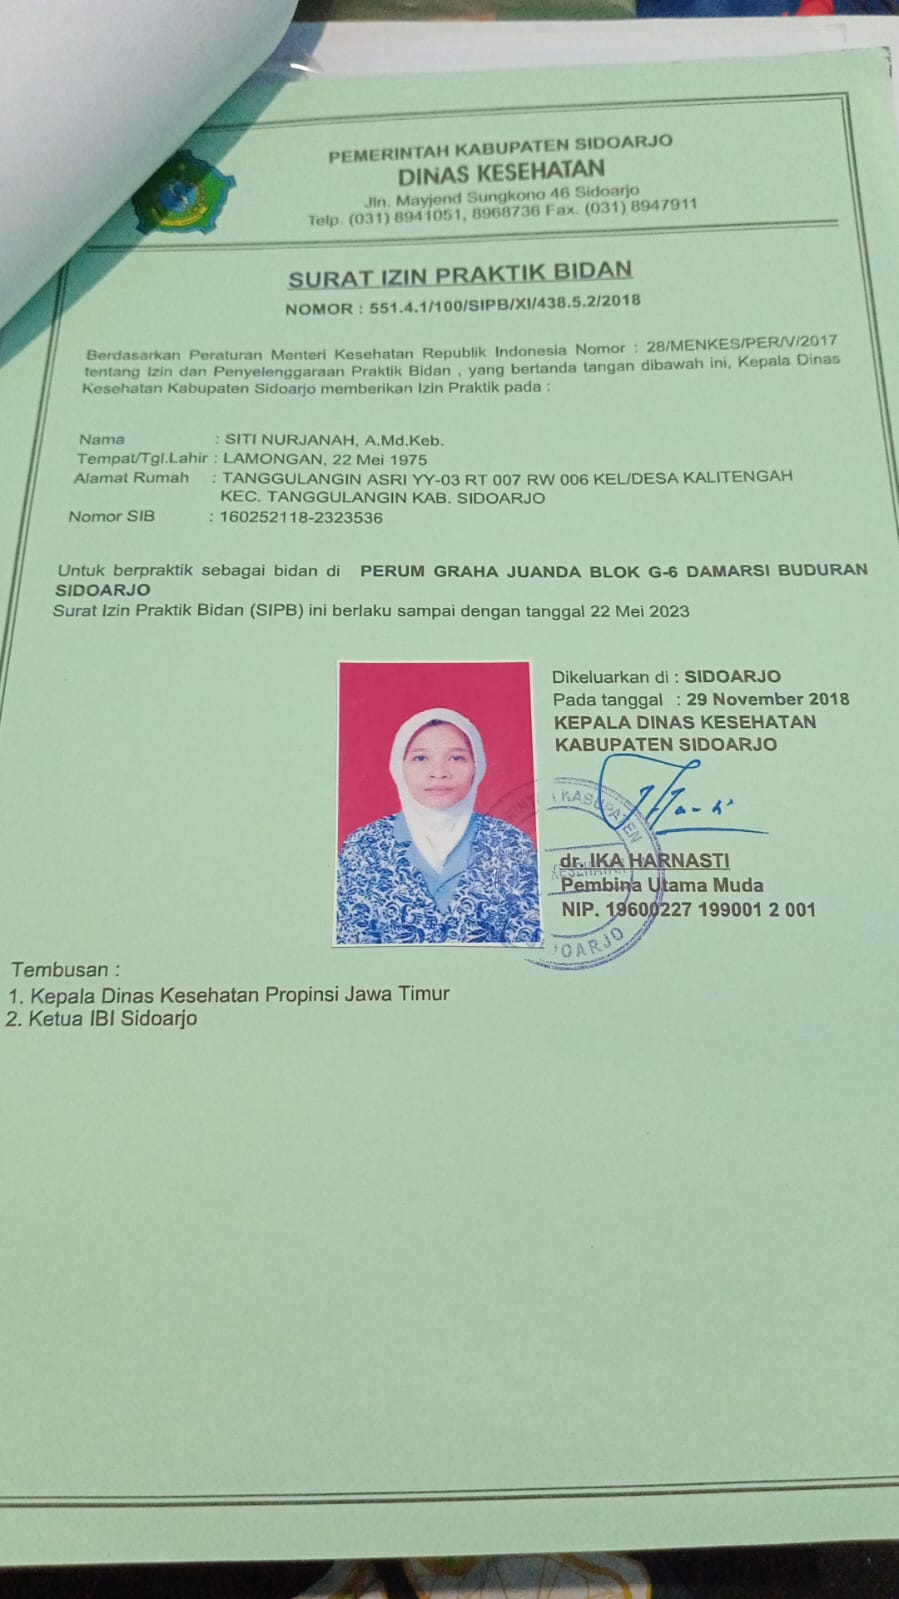 PEMERINTAH KABUPATEN SIDOARJO
DINAS KESEHATAN
Jln. Mayjend Sungkono 46 Sidoarjo
Telp. (031) 8941051, 8968736 Fax. (031) 8947911
SURAT IZIN PRAKTIK BIDAN
NOMOR : 551.4.1/100/SIPB/XI/438.5.2/2018
Berdasarkan Peraturan Menteri Kesehatan Republik Indonesia Nomor : 28/MENKES/PER/V/2017
tentang Izin dan Penyelenggaraan Praktik Bidan , yang bertanda tangan dibawah ini, Kepala Dinas
Kesehatan Kabupaten Sidoarjo memberikan Izin Praktik pada :
Nama : SITI NURJANAH, A.Md.Keb.
Tempat/Tgl.Lahir : LAMONGAN, 22 Mei 1975
Alamat Rumah : TANGGULANGIN ASRI YY-03 RT 007 RW 006 KEL/DESA KALITENGAH
KEC. TANGGULANGIN KAB. SIDOARJO
Nomor SIB : 160252118-2323536
Untuk berpraktik sebagai bidan di PERUM GRAHA JUANDA BLOK G-6 DAMARSI BUDURAN
SIDOARJO
Surat Izin Praktik Bidan (SIPB) ini berlaku sampai dengan tanggal 22 Mei 2023
Dikeluarkan di : SIDOARJO
Pada tanggal : 29 November 2018
KEPALA DINAS KESEHATAN
KABUPATEN SIDOARJO
KABUPATEN
dr. IKA HARNASTI
Pembina Utama Muda
NIP. 19600227 199001 2 001
Tembusan :
1. Kepala Dinas Kesehatan Propinsi Jawa Timur
2. Ketua IBI Sidoarjo